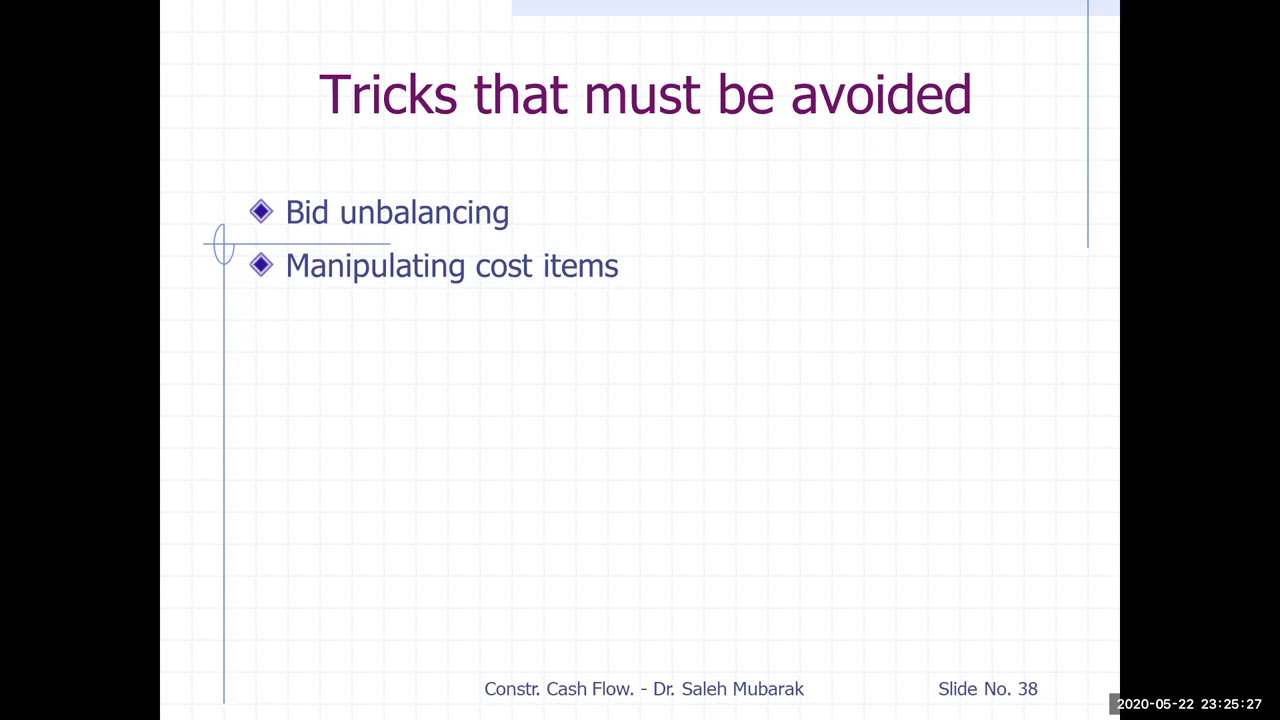 Tricks that must be avoided
Bid unbalancing
Manipulating cost items
Constr. Cash Flow. - Dr. Saleh Mubarak
Slide No. 38
2020-05-22 23:25:27